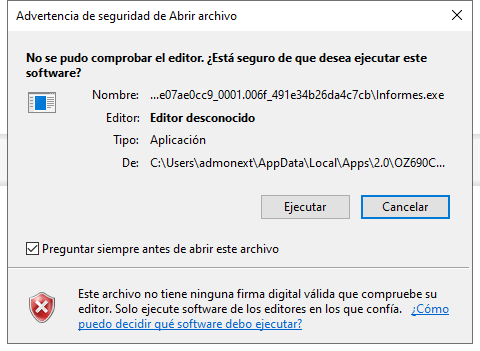 Advertencia de seguridad de Abrir archivo
No se pudo comprobar el editor. ¿Está seguro de que desea ejecutar este
software?
Nombre: ...e07ae0cc9_0001.006f_491e34b26da4c7cb\Informes.exe
Editor: Editor desconocido
Tipo: Aplicación
De: C:\Users\admonext\AppData\Local\Apps\2.0\OZ690C...
Ejecutar Cancelar
Preguntar siempre antes de abrir este archivo
Este archivo no tiene ninguna firma digital válida que compruebe su
editor. Solo ejecute software de los editores en los que confía. ¿Cómo
puedo decidir qué software debo ejecutar?